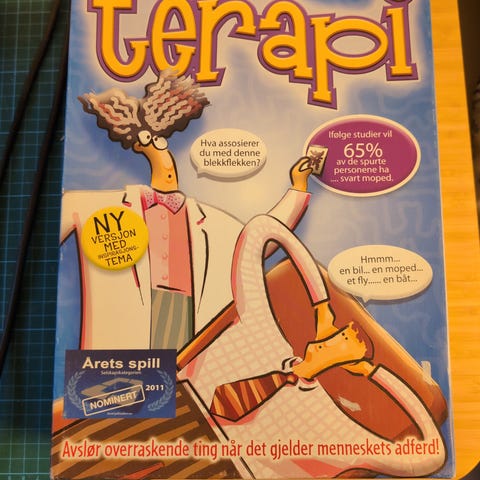 terapi
Hva assosierer
du med denne
blekkflekken?
Ifølge studier vil
65%
av de spurte
personene ha
.... svart moped.
NY
VERSJON
MED
INSPIRASJONS-
TEMA
Hmmm...
en bil... en moped...
et fly...... en båt...
Årets spill
Selskapskategorien
2011
NOMINERT
Avslør overraskende ting når det gjelder menneskets adferd!